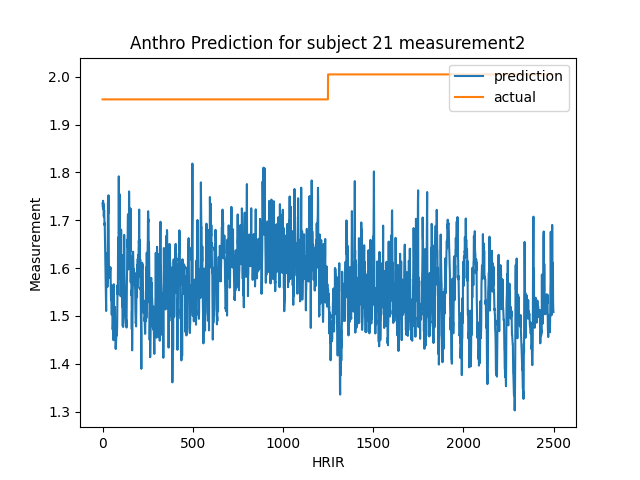 Anthro Prediction for subject 21 measurement2
prediction
actual
Measurement
2.0
1.9
1.8
1.7
1.6
1.5
1.4
1.3
0 500 1000 1500 2000 2500
HRIR